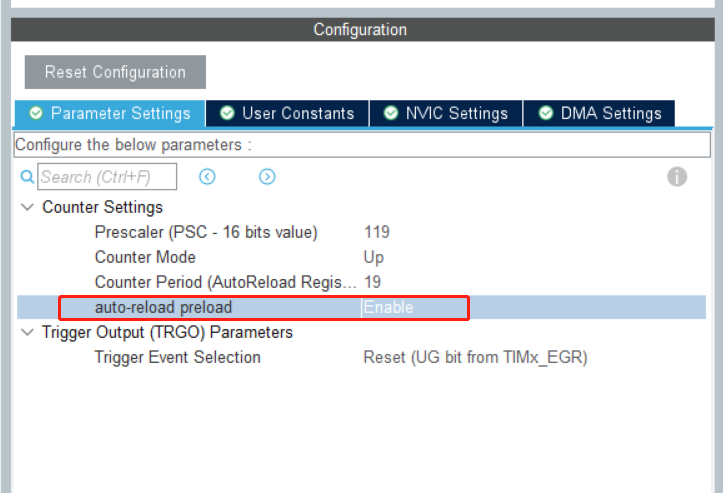 Configuration
Reset Configuration
Parameter Settings User Constants NVIC Settings DMA Settings
Configure the below parameters :
Search (Ctrl+F)
Counter Settings
Prescaler (PSC - 16 bits value) 119
Counter Mode Up
Counter Period (AutoReload Regis... 19
auto-reload preload Enable
Trigger Output (TRGO) Parameters
Trigger Event Selection Reset (UG bit from TIMx_EGR)